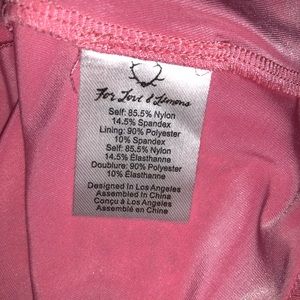 For Love & Lemons
Self: 85.5% Nylon
14.5% Spandex
Lining: 90% Polyester
10% Spandex
Self: 85.5% Nylon
14.5% Élasthanne
Doublure: 90% Polyester
10% Élasthanne
Designed In Los Angeles
Assembled In China
Conçu à Los Angeles
Assemblé en Chine